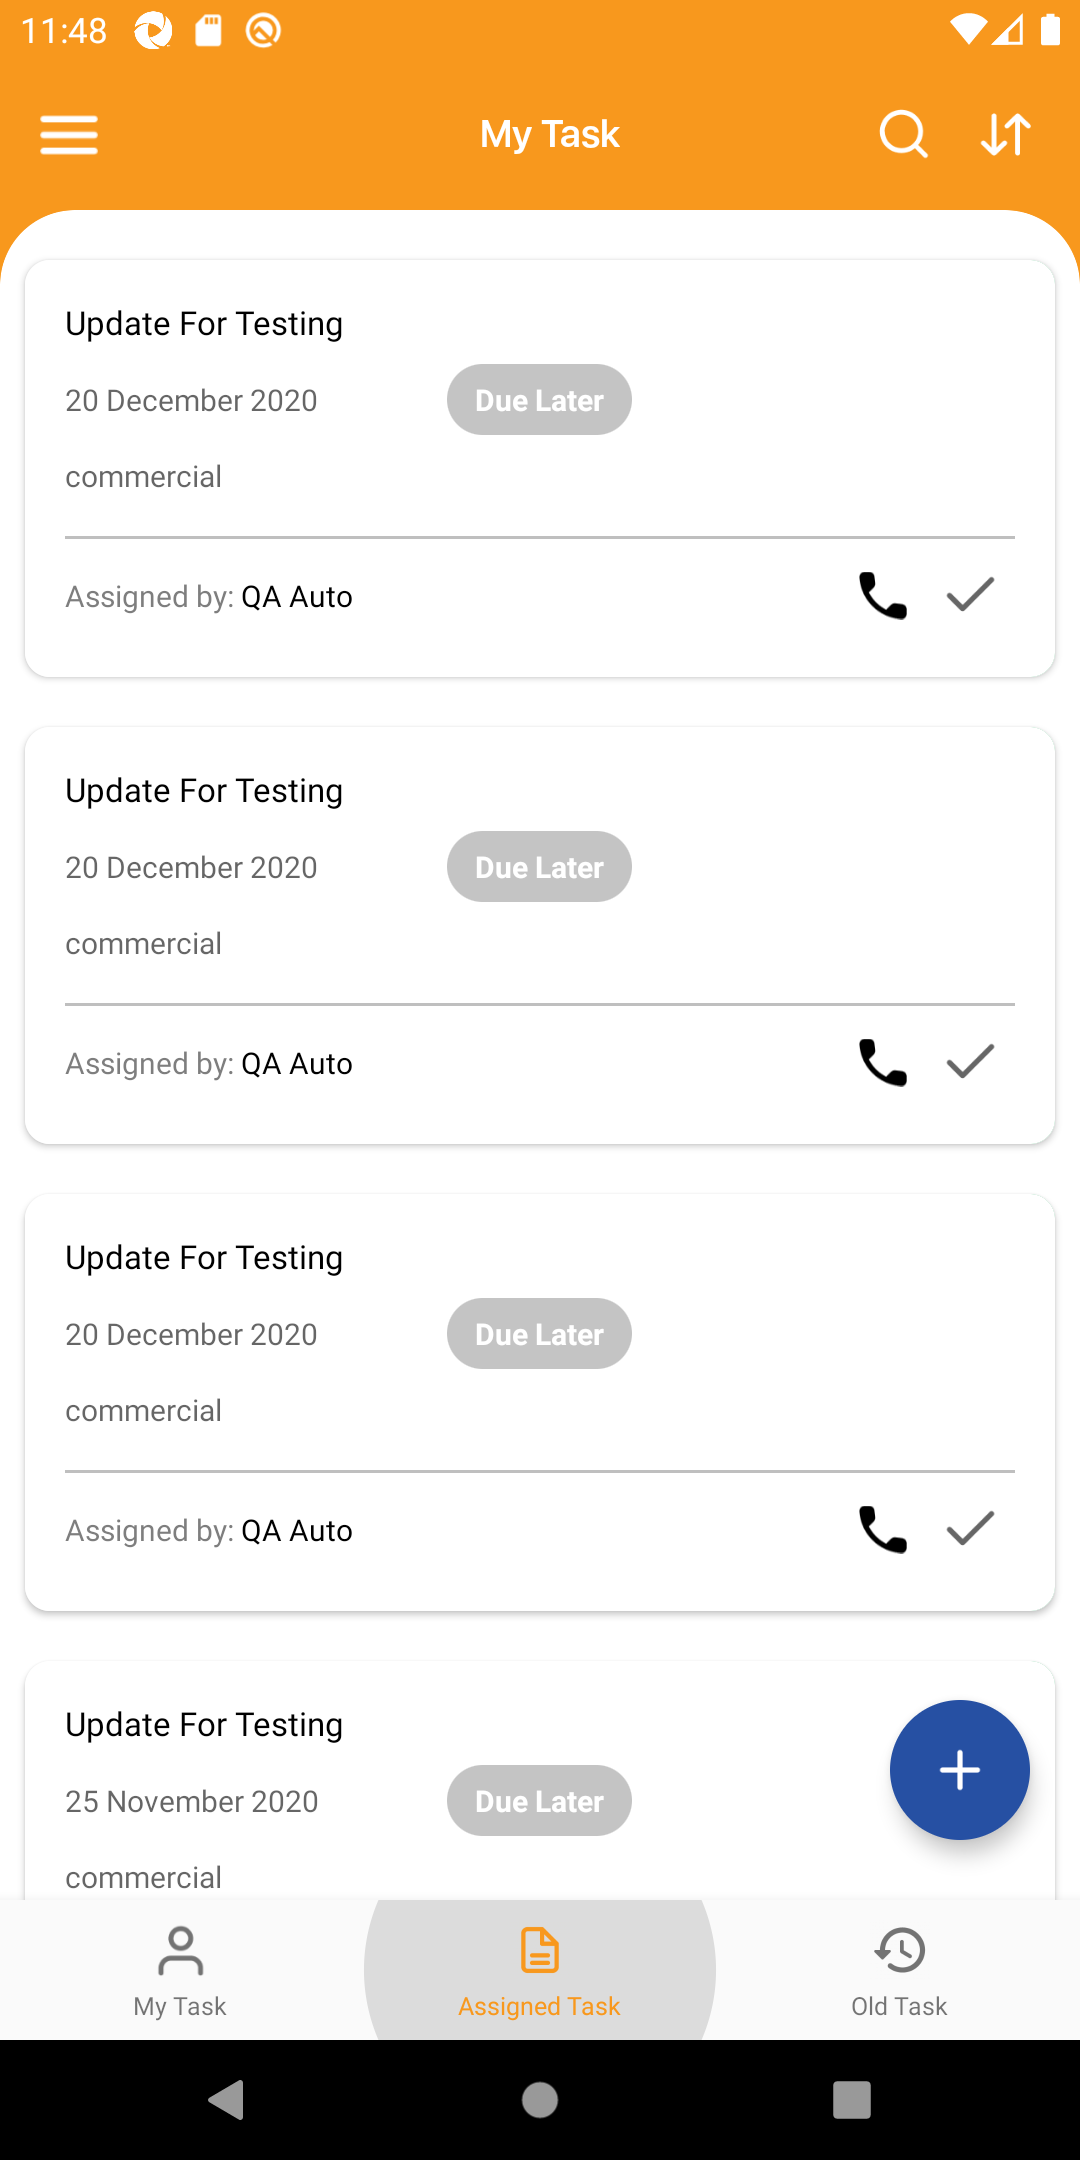 11:48
My Task
Update For Testing
20 December 2020 Due Later
commercial
Assigned by: QA Auto
Update For Testing
20 December 2020 Due Later
commercial
Assigned by: QA Auto
Update For Testing
20 December 2020 Due Later
commercial
Assigned by: QA Auto
Update For Testing
25 November 2020 Due Later
commercial
My Task Assigned Task Old Task